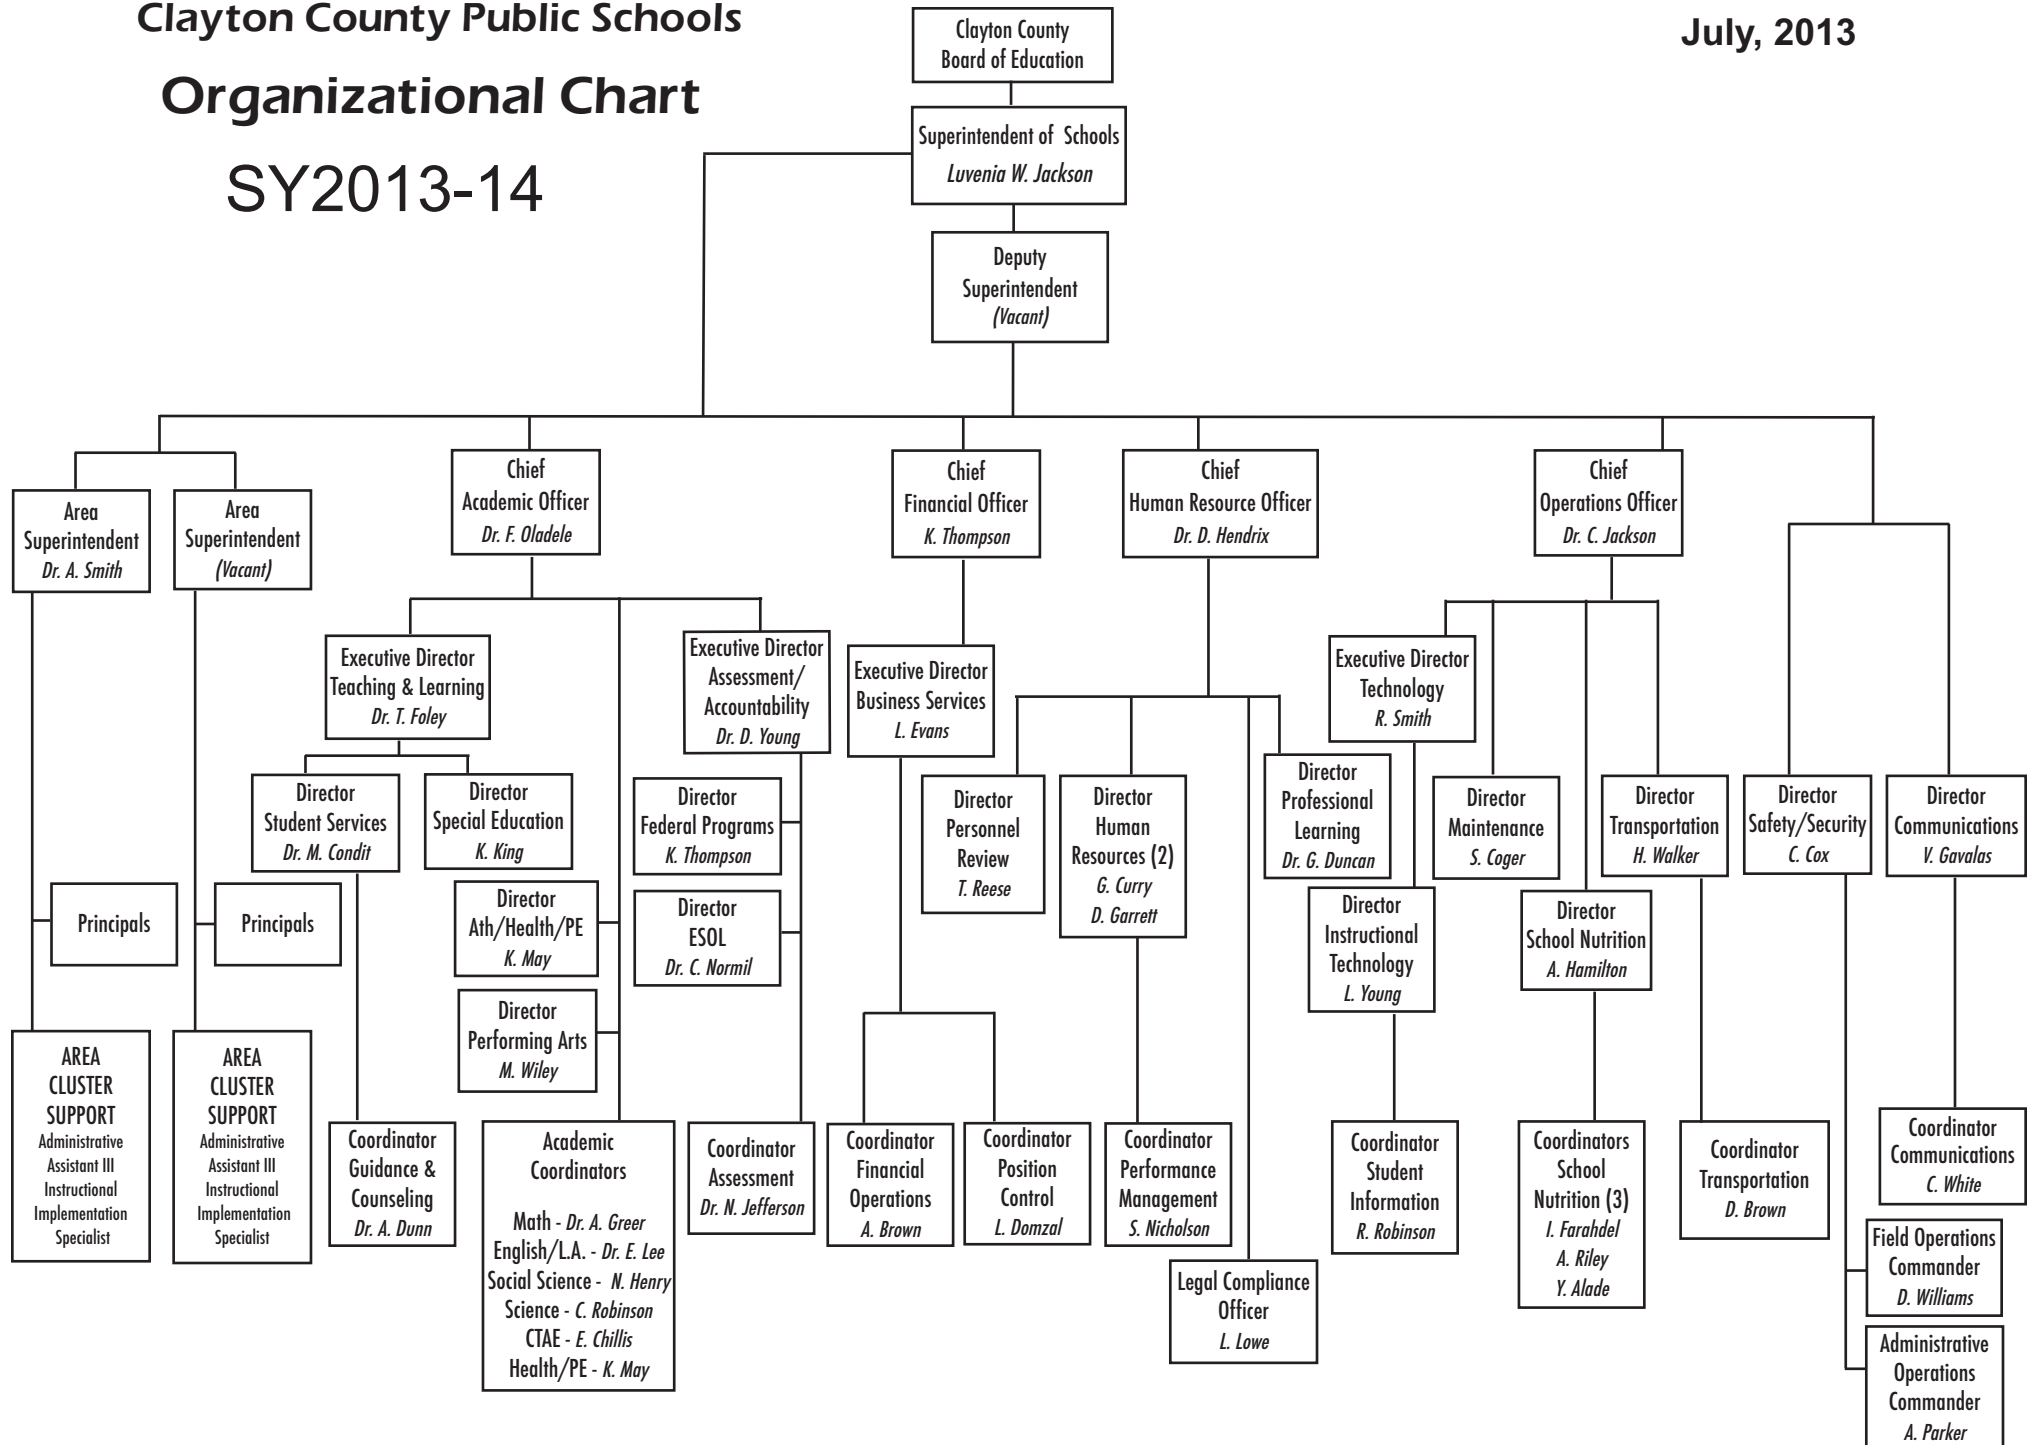 Clayton County Public Schools
Organizational Chart
SY2013-14
July, 2013
Clayton County
Board of Education
Superintendent of Schools
Luvenia W. Jackson
Deputy
Superintendent
(Vacant)
Area
Superintendent
Dr. A. Smith
Area
Superintendent
(Vacant)
Chief
Academic Officer
Dr. F. Oladele
Chief
Financial Officer
K. Thompson
Chief
Human Resource Officer
Dr. D. Hendrix
Chief
Operations Officer
Dr. C. Jackson
Executive Director
Teaching & Learning
Dr. T. Foley
Executive Director
Assessment/
Accountability
Dr. D. Young
Executive Director
Business Services
L. Evans
Executive Director
Technology
R. Smith
Director
Student Services
Dr. M. Condit
Director
Special Education
K. King
Director
Federal Programs
K. Thompson
Director
Personnel
Review
T. Reese
Director
Human
Resources (2)
G. Curry
D. Garrett
Director
Professional
Learning
Dr. G. Duncan
Director
Maintenance
S. Coger
Director
Transportation
H. Walker
Director
Safety/Security
C. Cox
Director
Communications
V. Gavalas
Principals
Principals
Director
Ath/Health/PE
K. May
Director
ESOL
Dr. C. Normil
Director
Instructional
Technology
L. Young
Director
School Nutrition
A. Hamilton
Director
Performing Arts
M. Wiley
AREA
CLUSTER
SUPPORT
Administrative
Assistant III
Instructional
Implementation
Specialist
AREA
CLUSTER
SUPPORT
Administrative
Assistant III
Instructional
Implementation
Specialist
Coordinator
Guidance &
Counseling
Dr. A. Dunn
Academic
Coordinators
Math - Dr. A. Greer
English/L.A. - Dr. E. Lee
Social Science - N. Henry
Science - C. Robinson
CTAE - E. Chillis
Health/PE - K. May
Coordinator
Assessment
Dr. N. Jefferson
Coordinator
Financial
Operations
A. Brown
Coordinator
Position
Control
L. Domzal
Coordinator
Performance
Management
S. Nicholson
Legal Compliance
Officer
L. Lowe
Coordinator
Student
Information
R. Robinson
Coordinators
School
Nutrition (3)
I. Farahdel
A. Riley
Y. Alade
Coordinator
Transportation
D. Brown
Coordinator
Communications
C. White
Field Operations
Commander
D. Williams
Administrative
Operations
Commander
A. Parker